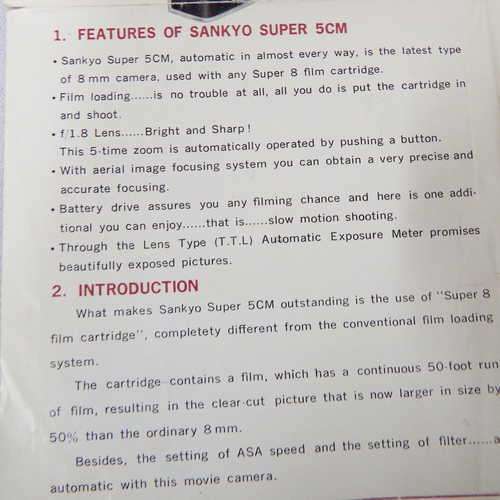 1. FEATURES OF SANKYO SUPER 5CM
• Sankyo Super 5CM, automatic in almost every way, is the latest type
of 8 mm camera, used with any Super 8 film cartridge.
• Film loading......is no trouble at all, all you do is put the cartridge in
and shoot.
• f/1.8 Lens......Bright and Sharp!
This 5-time zoom is automatically operated by pushing a button.
• With aerial image focusing system you can obtain a very precise and
accurate focusing.
• Battery drive assures you any filming chance and here is one addi-
tional you can enjoy......that is......slow motion shooting.
• Through the Lens Type (T.T.L) Automatic Exposure Meter promises
beautifully exposed pictures.
2. INTRODUCTION
What makes Sankyo Super 5CM outstanding is the use of "Super 8
film cartridge", completety different from the conventional film loading
system.
The cartridge contains a film, which has a continuous 50-foot run
of film, resulting in the clear-cut picture that is now larger in size by
50% than the ordinary 8 mm.
Besides, the setting of ASA speed and the setting of filter......a
automatic with this movie camera.